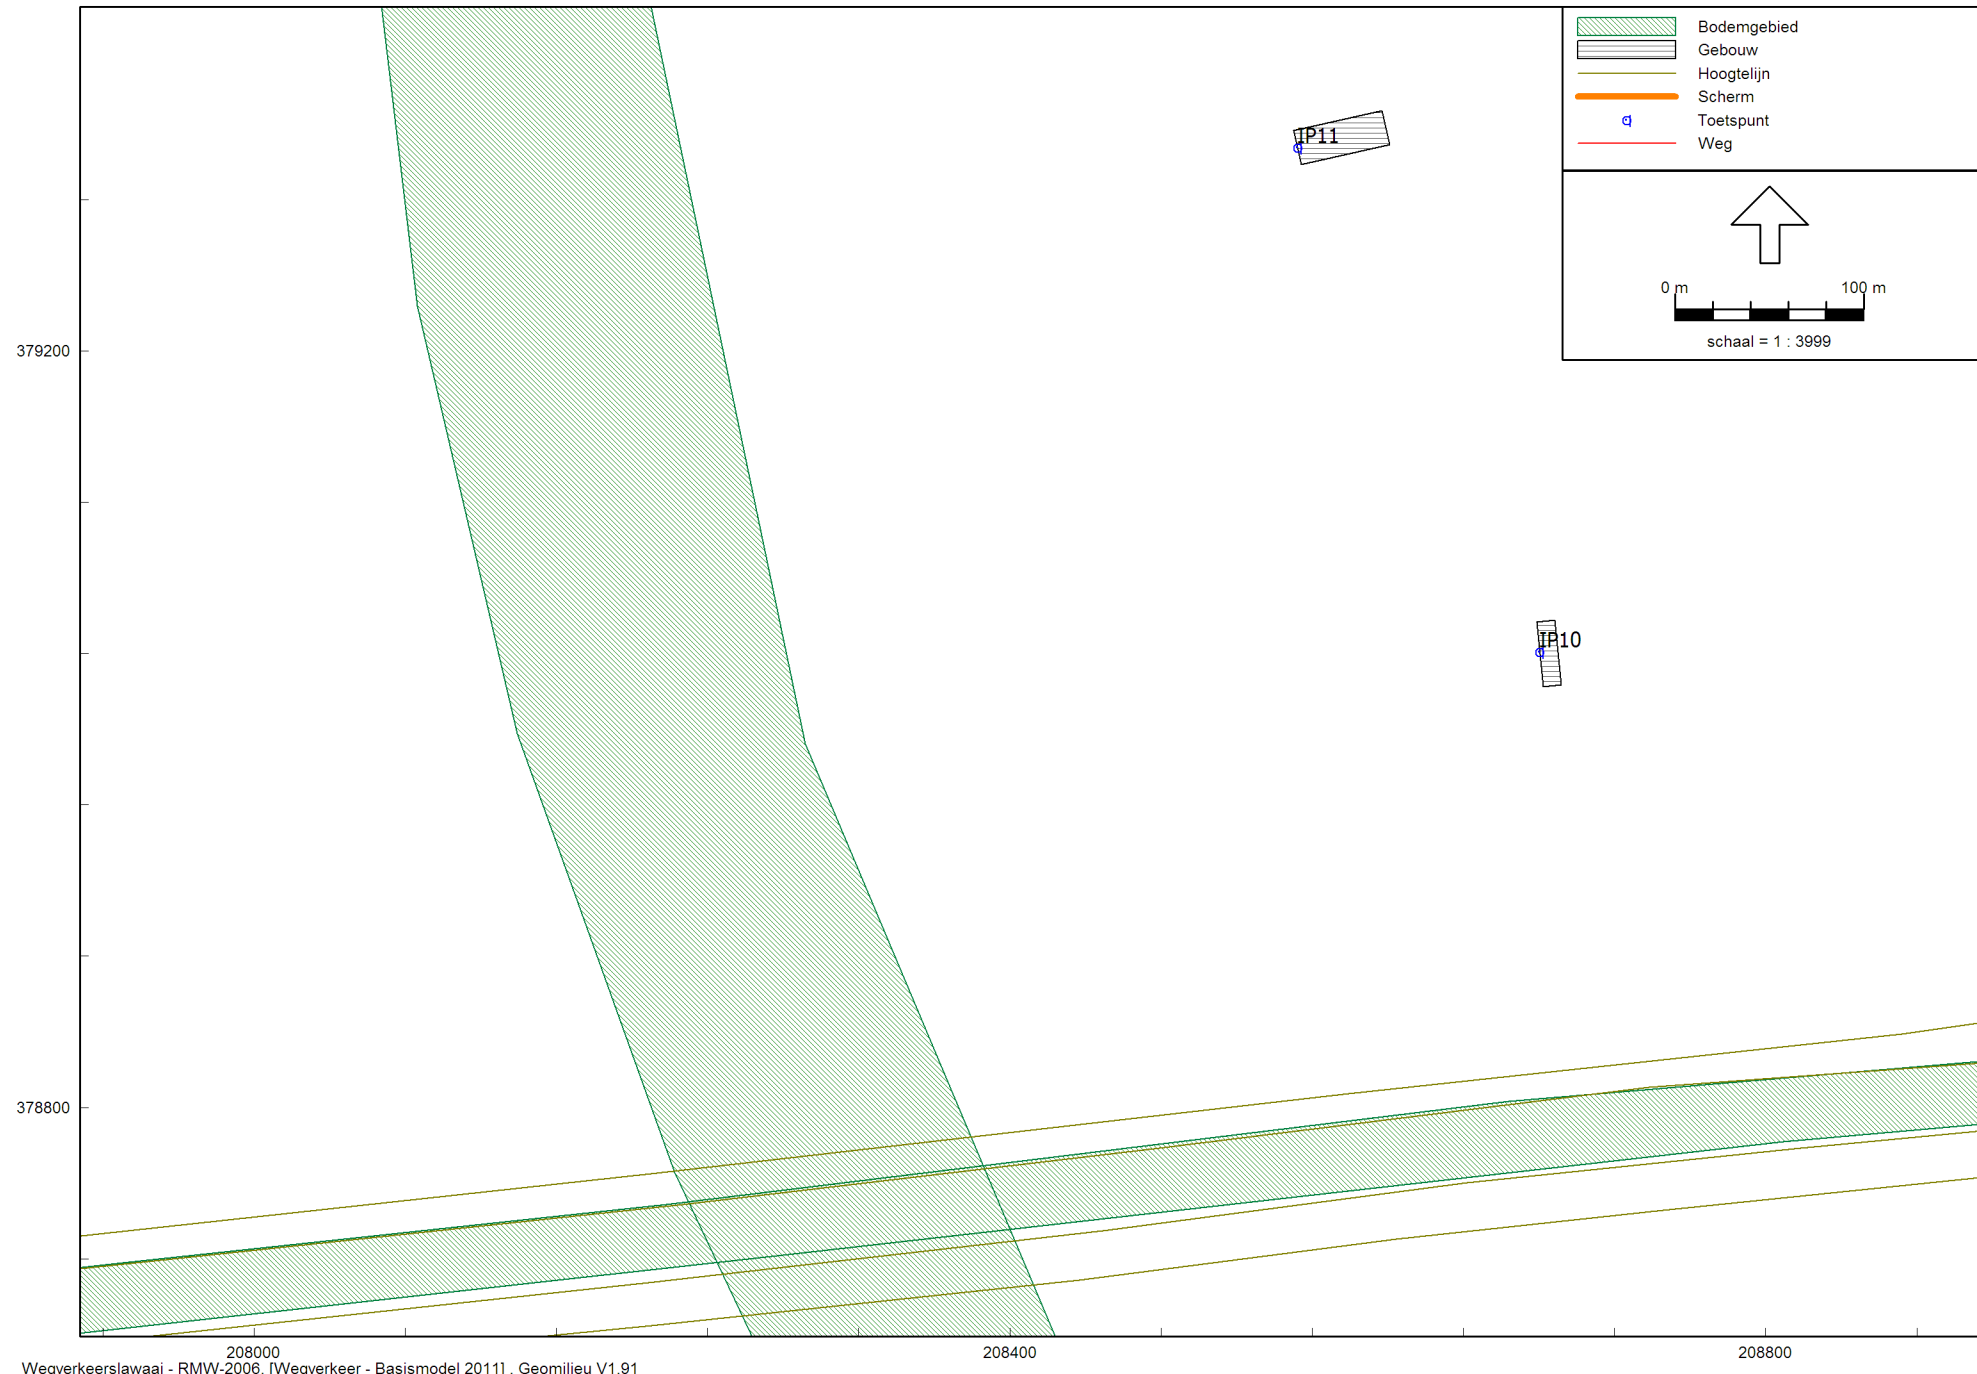 Bodemgebied
Gebouw
Hoogtelijn
Scherm
Toetspunt
Weg
0 m 100 m
schaal = 1 : 3999
IP11
IP10
379200
378800
208000 208400 208800
Wegverkeerslawaai - RMW-2006, [Wegverkeer - Basismodel 2011] , Geomilieu V1.91